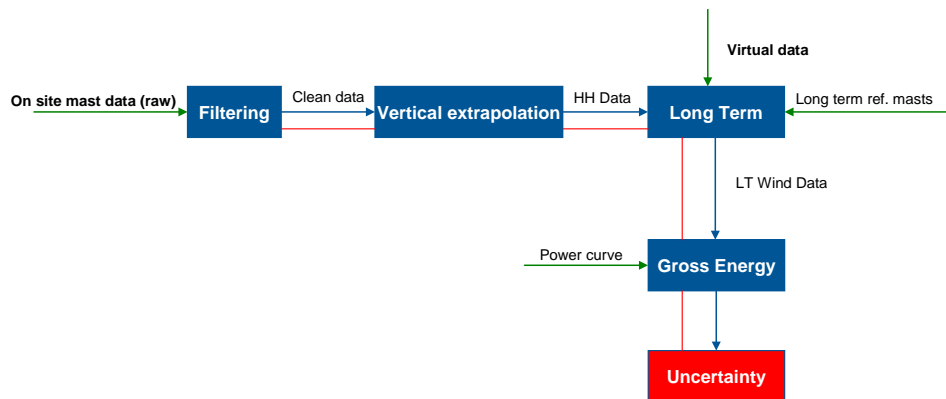 Virtual data
On site mast data (raw)
Filtering
Clean data
Vertical extrapolation
HH Data
Long Term
Long term ref. masts
LT Wind Data
Power curve
Gross Energy
Uncertainty